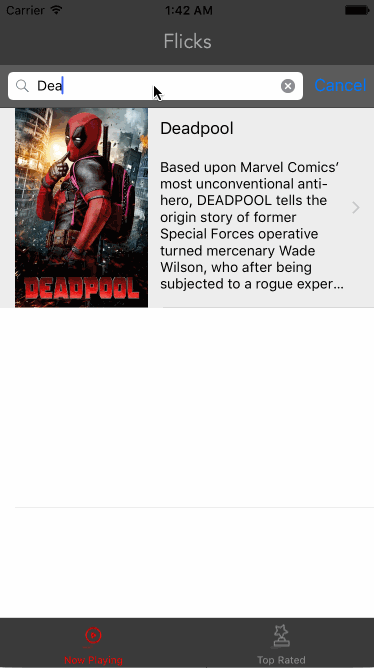 Carrier 1:42 AM
Flicks
Dea Cancel
Deadpool
Based upon Marvel Comics’
most unconventional anti-
hero, DEADPOOL tells the
origin story of former
Special Forces operative
turned mercenary Wade
Wilson, who after being
subjected to a rogue exper...
DEADPOOL
Now Playing Top Rated